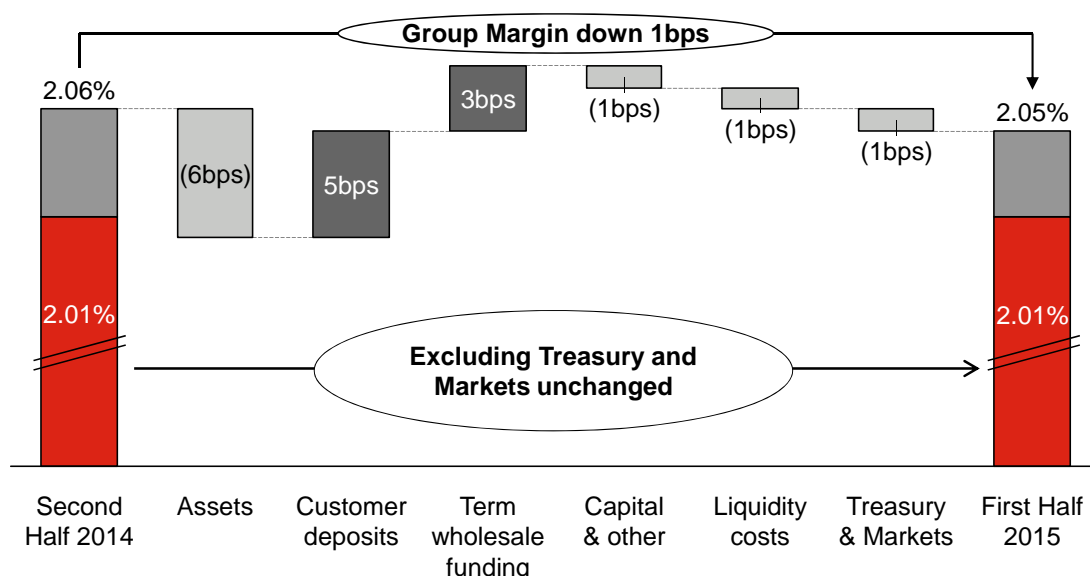 Group Margin down 1bps
2.06%
3bps
(1bps)
(1bps)
(1bps)
2.05%
(6bps)
5bps
2.01%
2.01%
Excluding Treasury and
Markets unchanged
Second
Half 2014
Assets
Customer
deposits
Term
wholesale
funding
Capital
& other
Liquidity
costs
Treasury
& Markets
First Half
2015